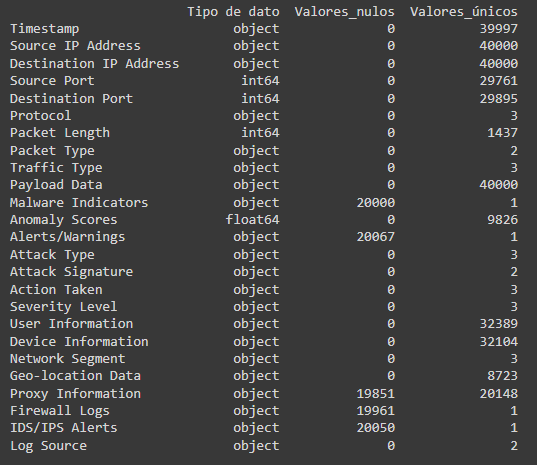 Tipo de dato Valores_nulos Valores_únicos
Timestamp object 0 39997
Source IP Address object 0 40000
Destination IP Address object 0 40000
Source Port int64 0 29761
Destination Port int64 0 29895
Protocol object 0 3
Packet Length int64 0 1437
Packet Type object 0 2
Traffic Type object 0 3
Payload Data object 0 40000
Malware Indicators object 20000 1
Anomaly Scores float64 0 9826
Alerts/Warnings object 20067 1
Attack Type object 0 3
Attack Signature object 0 2
Action Taken object 0 3
Severity Level object 0 3
User Information object 0 32389
Device Information object 0 32104
Network Segment object 0 3
Geo-location Data object 0 8723
Proxy Information object 19851 20148
Firewall Logs object 19961 1
IDS/IPS Alerts object 20050 1
Log Source object 0 2